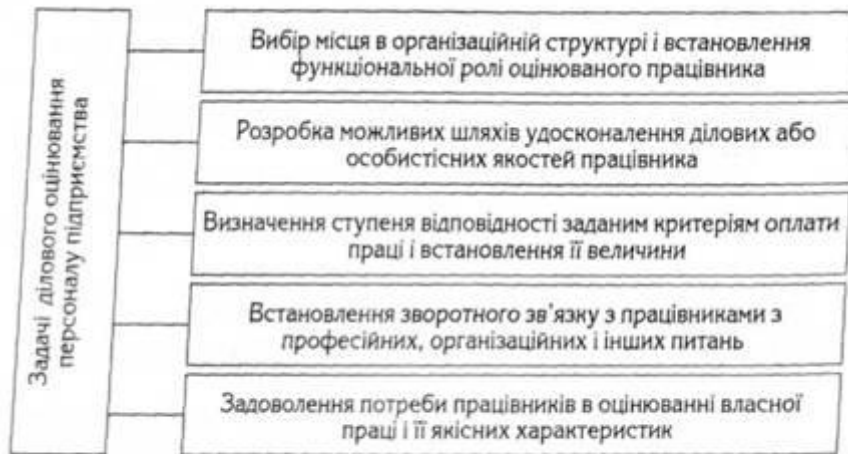 Задачі ділового оцінювання
персоналу підприємства
Вибір місця в організаційній структурі і встановлення
функціональної ролі оцінюваного працівника
Розробка можливих шляхів удосконалення ділових або
особистісних якостей працівника
Визначення ступеня відповідності заданим критеріям оплати
праці і встановлення її величини
Встановлення зворотного зв'язку з працівниками з
професійних, організаційних і інших питань
Задоволення потреби працівників в оцінюванні власної
праці і її якісних характеристик